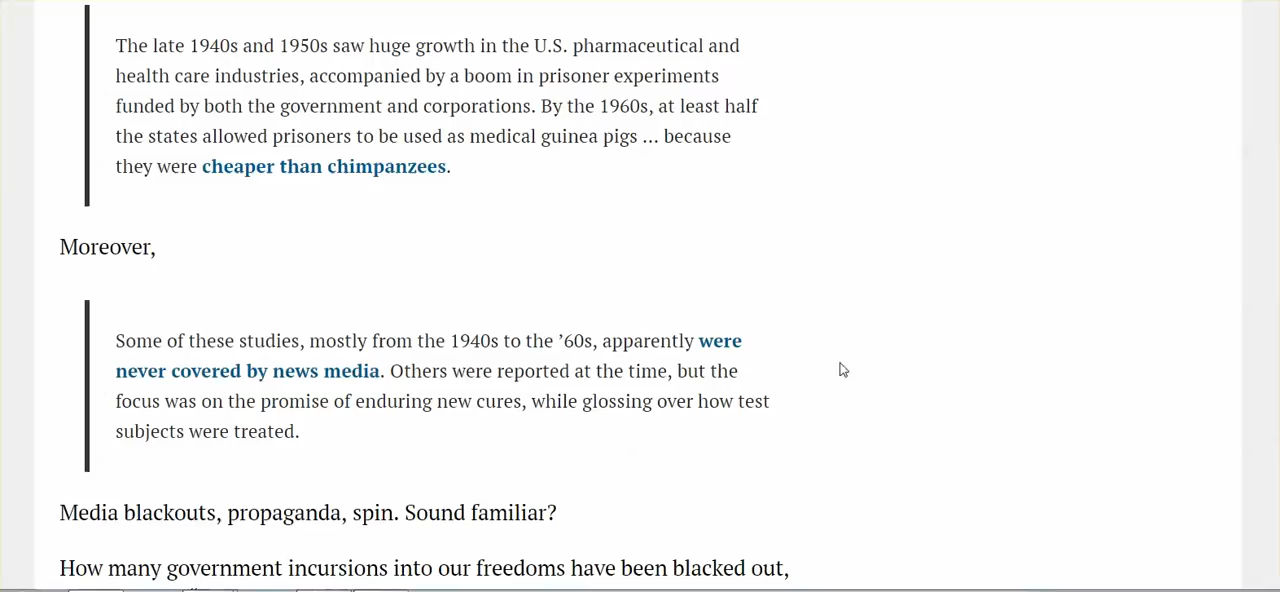 The late 1940s and 1950s saw huge growth in the U.S. pharmaceutical and
health care industries, accompanied by a boom in prisoner experiments
funded by both the government and corporations. By the 1960s, at least half
the states allowed prisoners to be used as medical guinea pigs … because
they were cheaper than chimpanzees.
Moreover,
Some of these studies, mostly from the 1940s to the ’60s, apparently were
never covered by news media. Others were reported at the time, but the
focus was on the promise of enduring new cures, while glossing over how test
subjects were treated.
Media blackouts, propaganda, spin. Sound familiar?
How many government incursions into our freedoms have been blacked out,